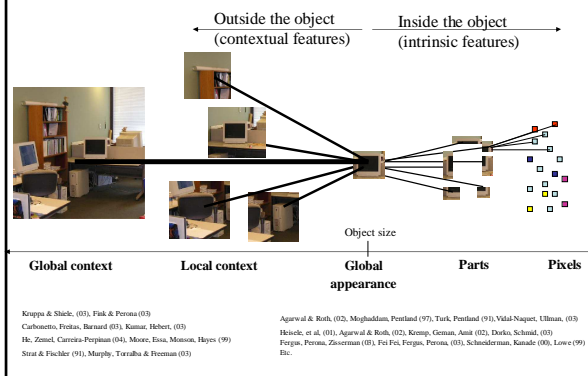 Outside the object
(contextual features)
Inside the object
(intrinsic features)
Object size
Global context
Local context
Global
appearance
Parts
Pixels
Kruppa & Shiele, (03), Fink & Perona (03)
Carbonetto, Freitas, Barnard (03), Kumar, Hebert, (03)
He, Zemel, Carreira-Perpinan (04), Moore, Essa, Monson, Hayes (99)
Strat & Fischler (91), Murphy, Torralba & Freeman (03)
Agarwal & Roth, (02), Moghaddam, Pentland (97), Turk, Pentland (91),Vidal-Naquet, Ullman, (03)
Heisele, et al, (01), Agarwal & Roth, (02), Kremp, Geman, Amit (02), Dorko, Schmid, (03)
Fergus, Perona, Zisserman (03), Fei Fei, Fergus, Perona, (03), Schneiderman, Kanade (00), Lowe (99)
Etc.